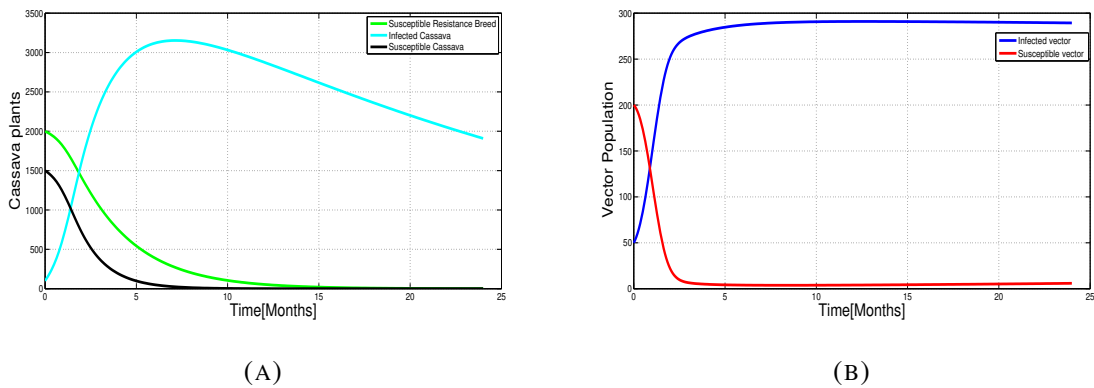 3500
3000
2500
2000
1500
1000
500
0
0 5 10 15 20 25
Cassava plants
Time[Months]
Susceptible Resistance Breed
Infected Cassava
Susceptible Cassava
(A)
300
250
200
150
100
50
0
0 5 10 15 20 25
Vector Population
Time[Months]
Infected vector
Susceptible vector
(B)